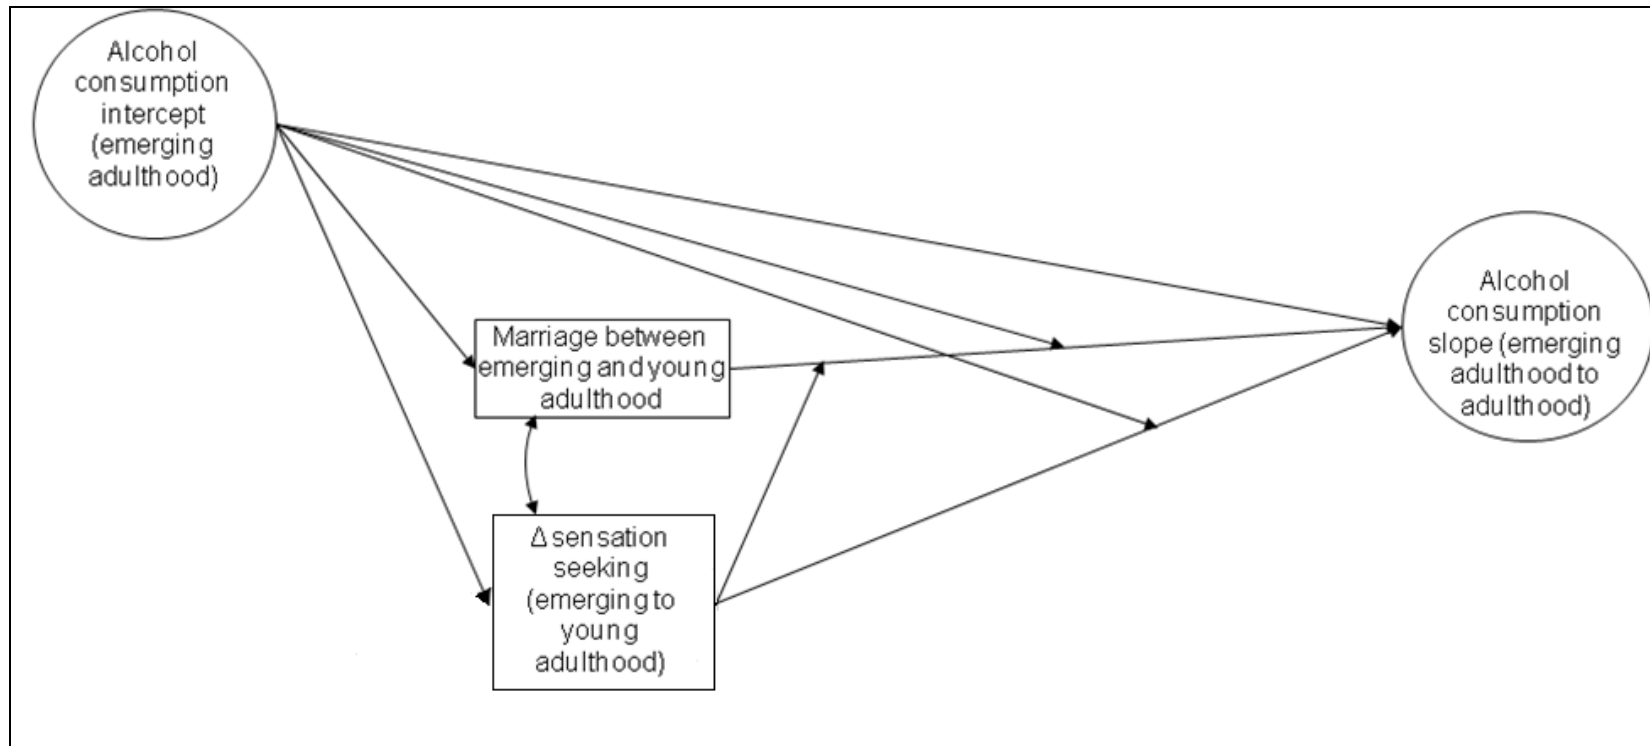 Alcohol
consumption
intercept
(emerging
adulthood)
Marriage between
emerging and young
adulthood
Δ sensation
seeking
(emerging to
young
adulthood)
Alcohol
consumption
slope (emerging
adulthood to
adulthood)